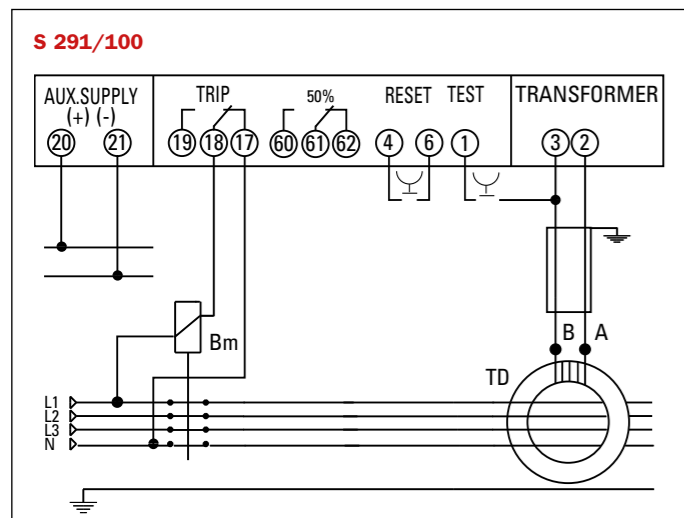 S 291/100
AUX.SUPPLY TRIP 50% RESET TEST TRANSFORMER
(+) (-)
20 21 19 18 17 60 61 62 4 6 1 3 2
Bm
B A
TD
L1
L2
L3
N